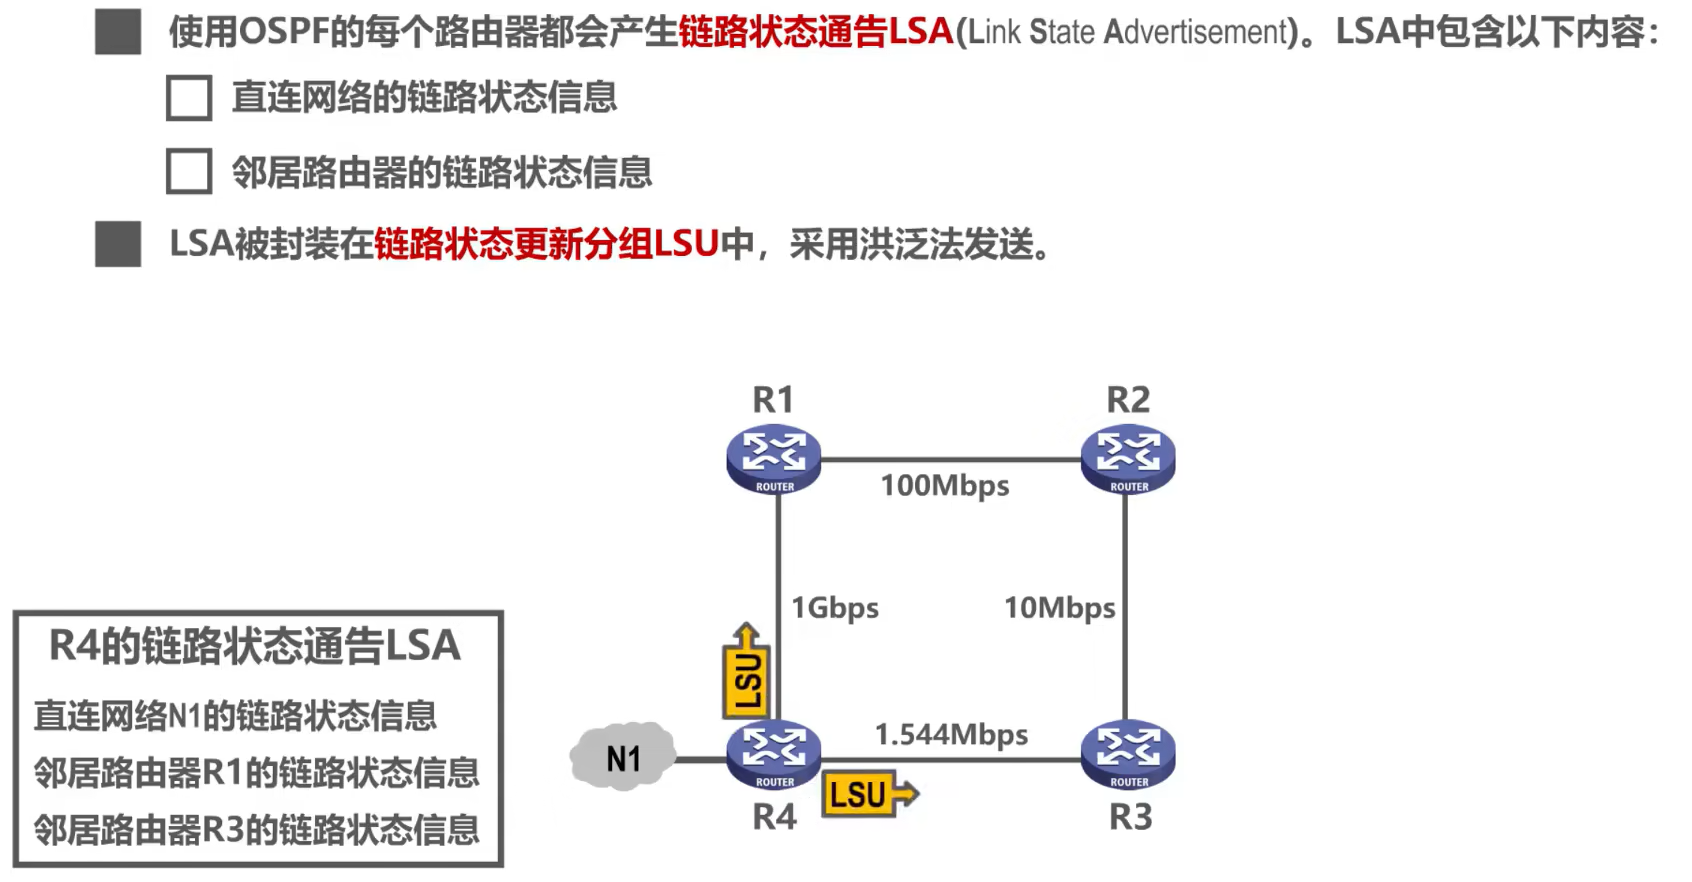 使用OSPF的每个路由器都会产生链路状态通告LSA(Link State Advertisement)。LSA中包含以下内容：
直连网络的链路状态信息
邻居路由器的链路状态信息
LSA被封装在链路状态更新分组LSU中，采用洪泛法发送。
R1
R2
ROUTER
ROUTER
100Mbps
1Gbps
10Mbps
R4的链路状态通告LSA
直连网络N1的链路状态信息
邻居路由器R1的链路状态信息
邻居路由器R3的链路状态信息
LSU
N1
1.544Mbps
ROUTER
ROUTER
LSU
R4
R3